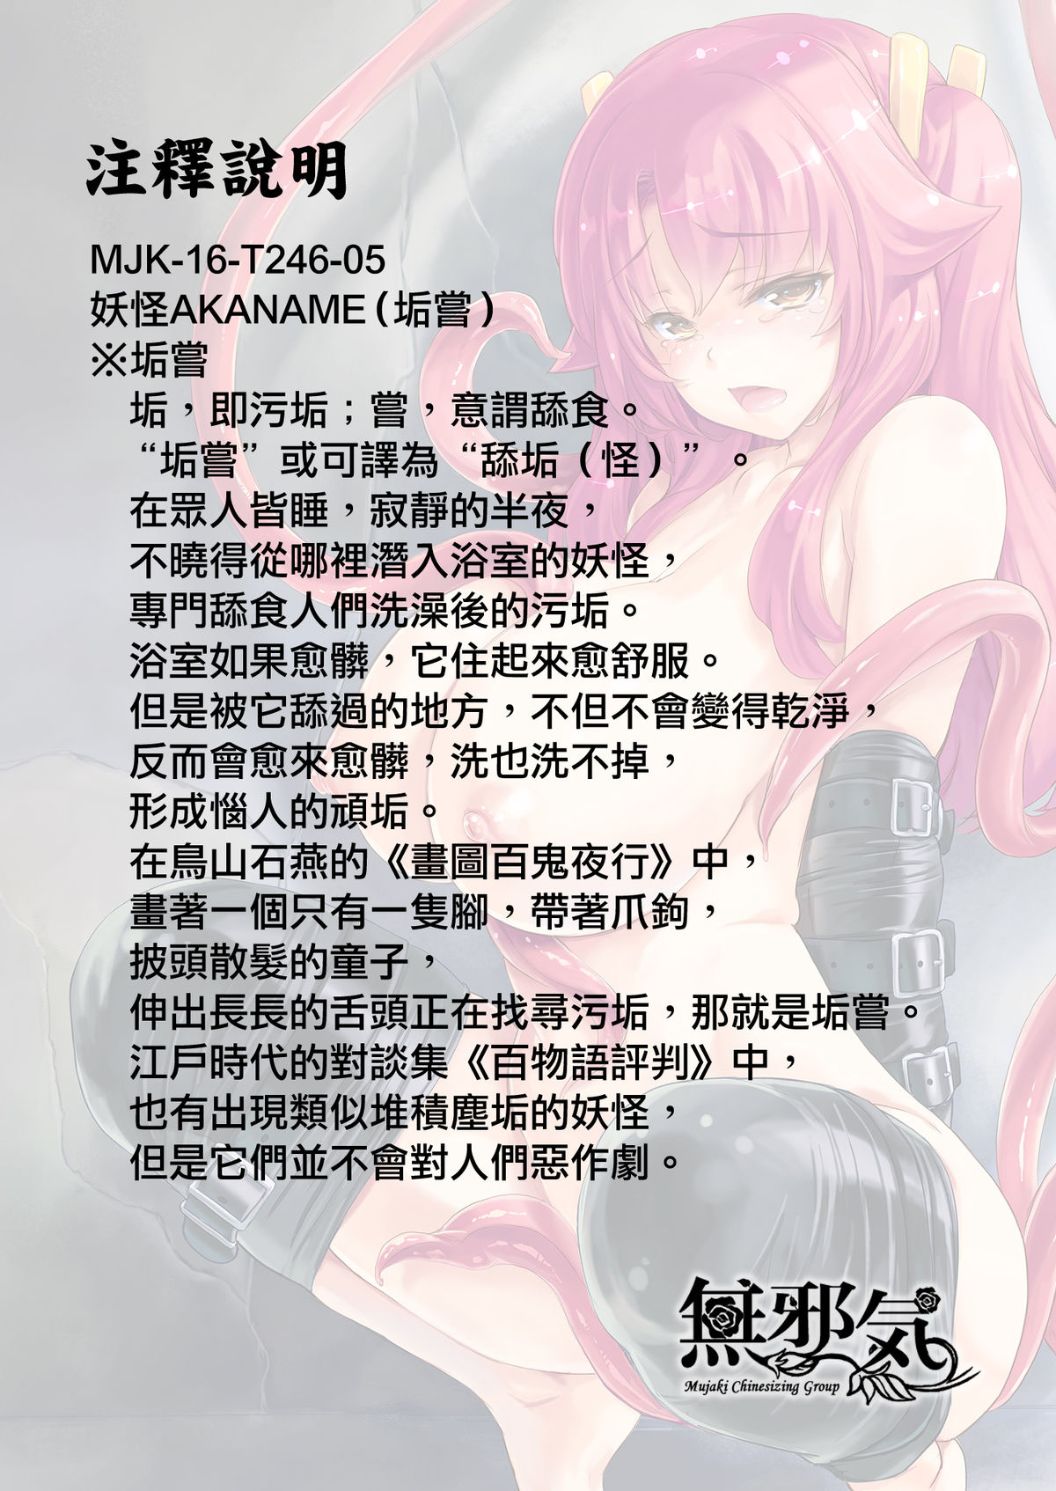 注釋說明
MJK-16-T246-05
妖怪AKANAME（垢嘗）
※垢嘗
垢，即污垢；嘗，意謂舔食。
“垢嘗”或可譯為“舔垢（怪）”。
在眾人皆睡，寂靜的半夜，
不曉得從哪裡潛入浴室的妖怪，
專門舔食人們洗澡後的污垢。
浴室如果愈髒，它住起來愈舒服。
但是被它舔過的地方，不但不會變得乾淨，
反而會愈來愈髒，洗也洗不掉，
形成惱人的頑垢。
在鳥山石燕的《畫圖百鬼夜行》中，
畫著一個只有一隻腳，帶著爪鉤，
披頭散髮的童子，
伸出長長的舌頭正在找尋污垢，那就是垢嘗。
江戶時代的對談集《百物語評判》中，
也有出現類似堆積塵垢的妖怪，
但是它們並不會對人們惡作劇。
無邪気
Mujaki Chinesizing Group